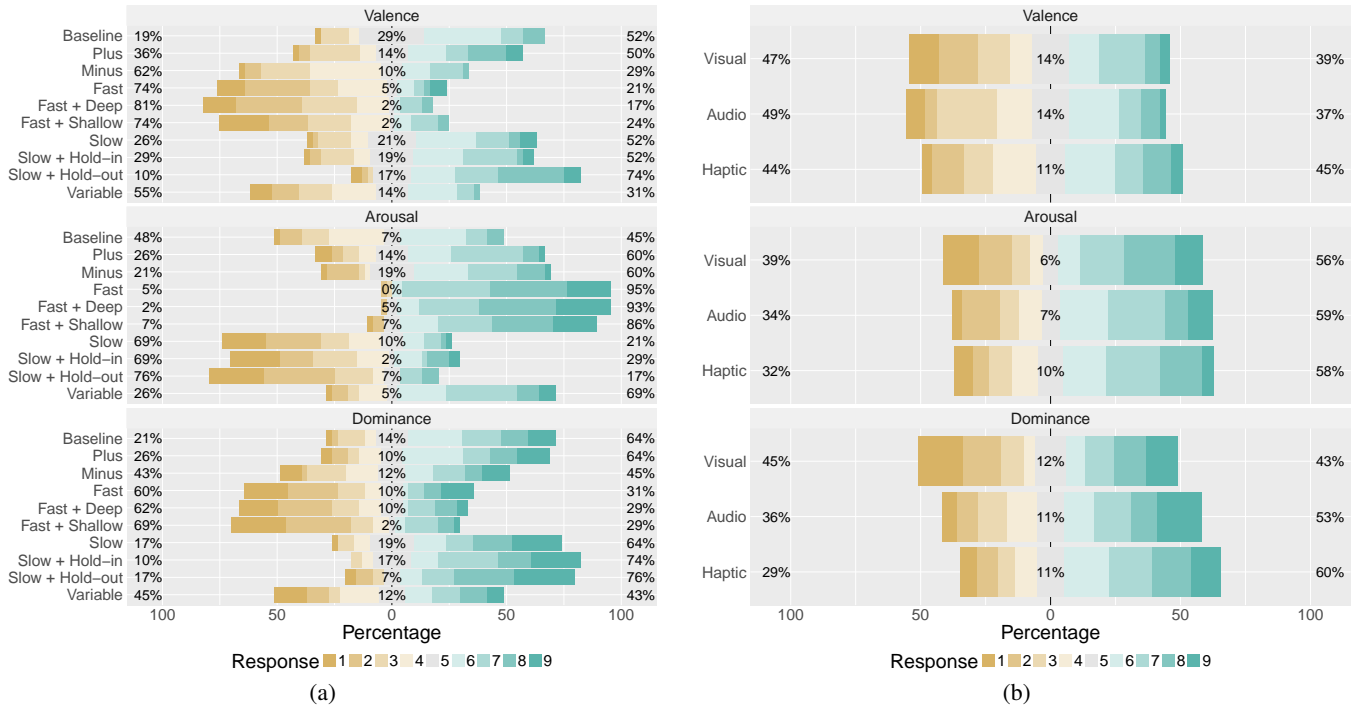 Valence
Baseline 19% 29% 52%
Plus 36% 14% 50%
Minus 62% 10% 29%
Fast 74% 5% 21%
Fast + Deep 81% 2% 17%
Fast + Shallow 74% 2% 24%
Slow 26% 21% 52%
Slow + Hold−in 29% 19% 52%
Slow + Hold−out 10% 17% 74%
Variable 55% 14% 31%
Arousal
Baseline 48% 7% 45%
Plus 26% 14% 60%
Minus 21% 19% 60%
Fast 5% 0% 95%
Fast + Deep 2% 5% 93%
Fast + Shallow 7% 7% 86%
Slow 69% 10% 21%
Slow + Hold−in 69% 2% 29%
Slow + Hold−out 76% 7% 17%
Variable 26% 5% 69%
Dominance
Baseline 21% 14% 64%
Plus 26% 10% 64%
Minus 43% 12% 45%
Fast 60% 10% 31%
Fast + Deep 62% 10% 29%
Fast + Shallow 69% 2% 29%
Slow 17% 19% 64%
Slow + Hold−in 10% 17% 74%
Slow + Hold−out 17% 7% 76%
Variable 45% 12% 43%
100 50 0 50 100
Percentage
Response 1 2 3 4 5 6 7 8 9
(a)
Valence
Visual 47% 14% 39%
Audio 49% 14% 37%
Haptic 44% 11% 45%
Arousal
Visual 39% 6% 56%
Audio 34% 7% 59%
Haptic 32% 10% 58%
Dominance
Visual 45% 12% 43%
Audio 36% 11% 53%
Haptic 29% 11% 60%
100 50 0 50 100
Percentage
Response 1 2 3 4 5 6 7 8 9
(b)